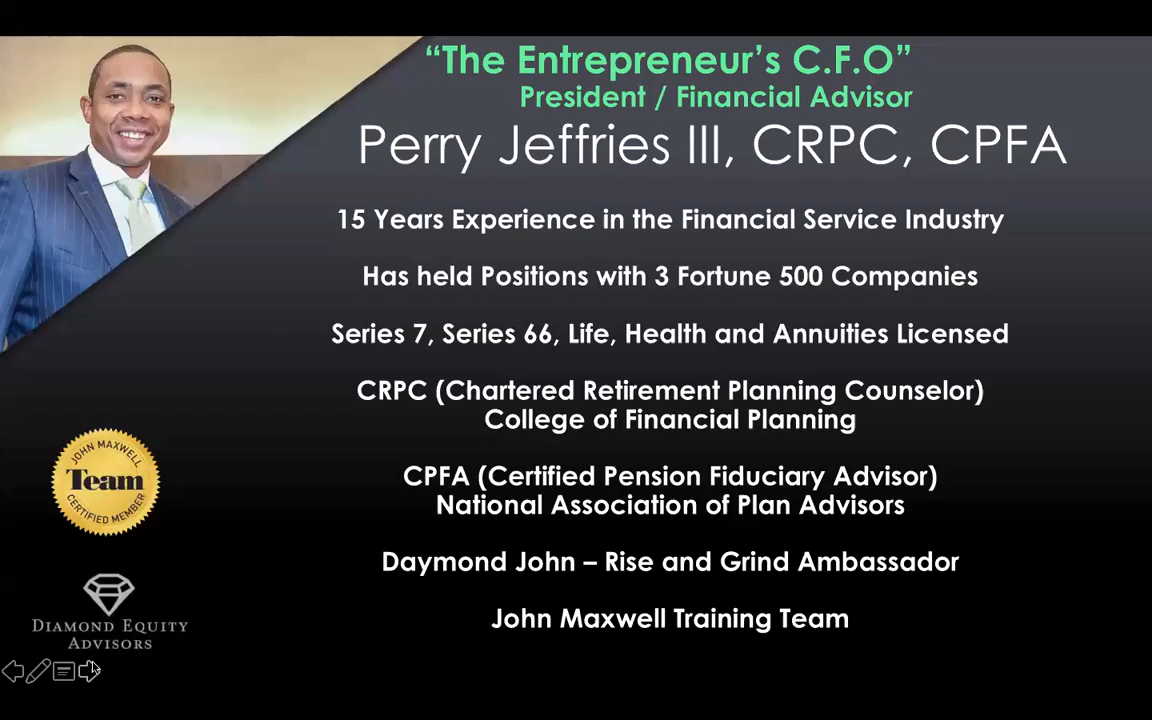 “The Entrepreneur’s C.F.O”
President / Financial Advisor
Perry Jeffries III, CRPC, CPFA
15 Years Experience in the Financial Service Industry
Has held Positions with 3 Fortune 500 Companies
Series 7, Series 66, Life, Health and Annuities Licensed
CRPC (Chartered Retirement Planning Counselor)
College of Financial Planning
CPFA (Certified Pension Fiduciary Advisor)
National Association of Plan Advisors
Daymond John – Rise and Grind Ambassador
John Maxwell Training Team
JOHN MAXWELL
Team
CERTIFIED MEMBER
DIAMOND EQUITY
ADVISORS